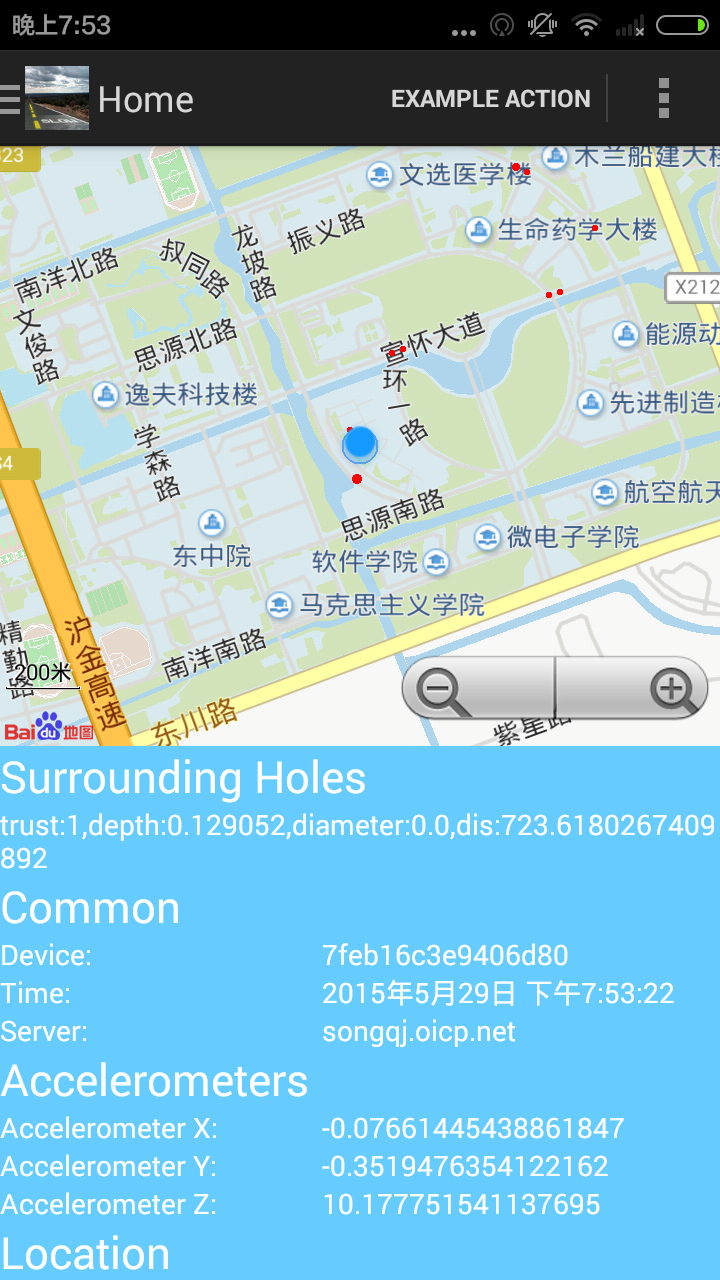 晚上7:53
Home
EXAMPLE ACTION
S23
文选医学楼
木兰船建大楼
生命药学大楼
龙坡路
振义路
叔同路
南洋北路
X212
文俊路
思源北路
宣怀大道
能源动
环一路
逸夫科技楼
先进制造
学森路
S4
思源南路
航空航天
东中院
软件学院
微电子学院
马克思主义学院
精勤路
沪金高速
南洋南路
200米
东川路
紫星路
Bai du 地图
Surrounding Holes
trust:1,depth:0.129052,diameter:0.0,dis:723.6180267409
892
Common
Device: 7feb16c3e9406d80
Time: 2015年5月29日 下午7:53:22
Server: songqj.oicp.net
Accelerometers
Accelerometer X: -0.07661445438861847
Accelerometer Y: -0.3519476354122162
Accelerometer Z: 10.177751541137695
Location